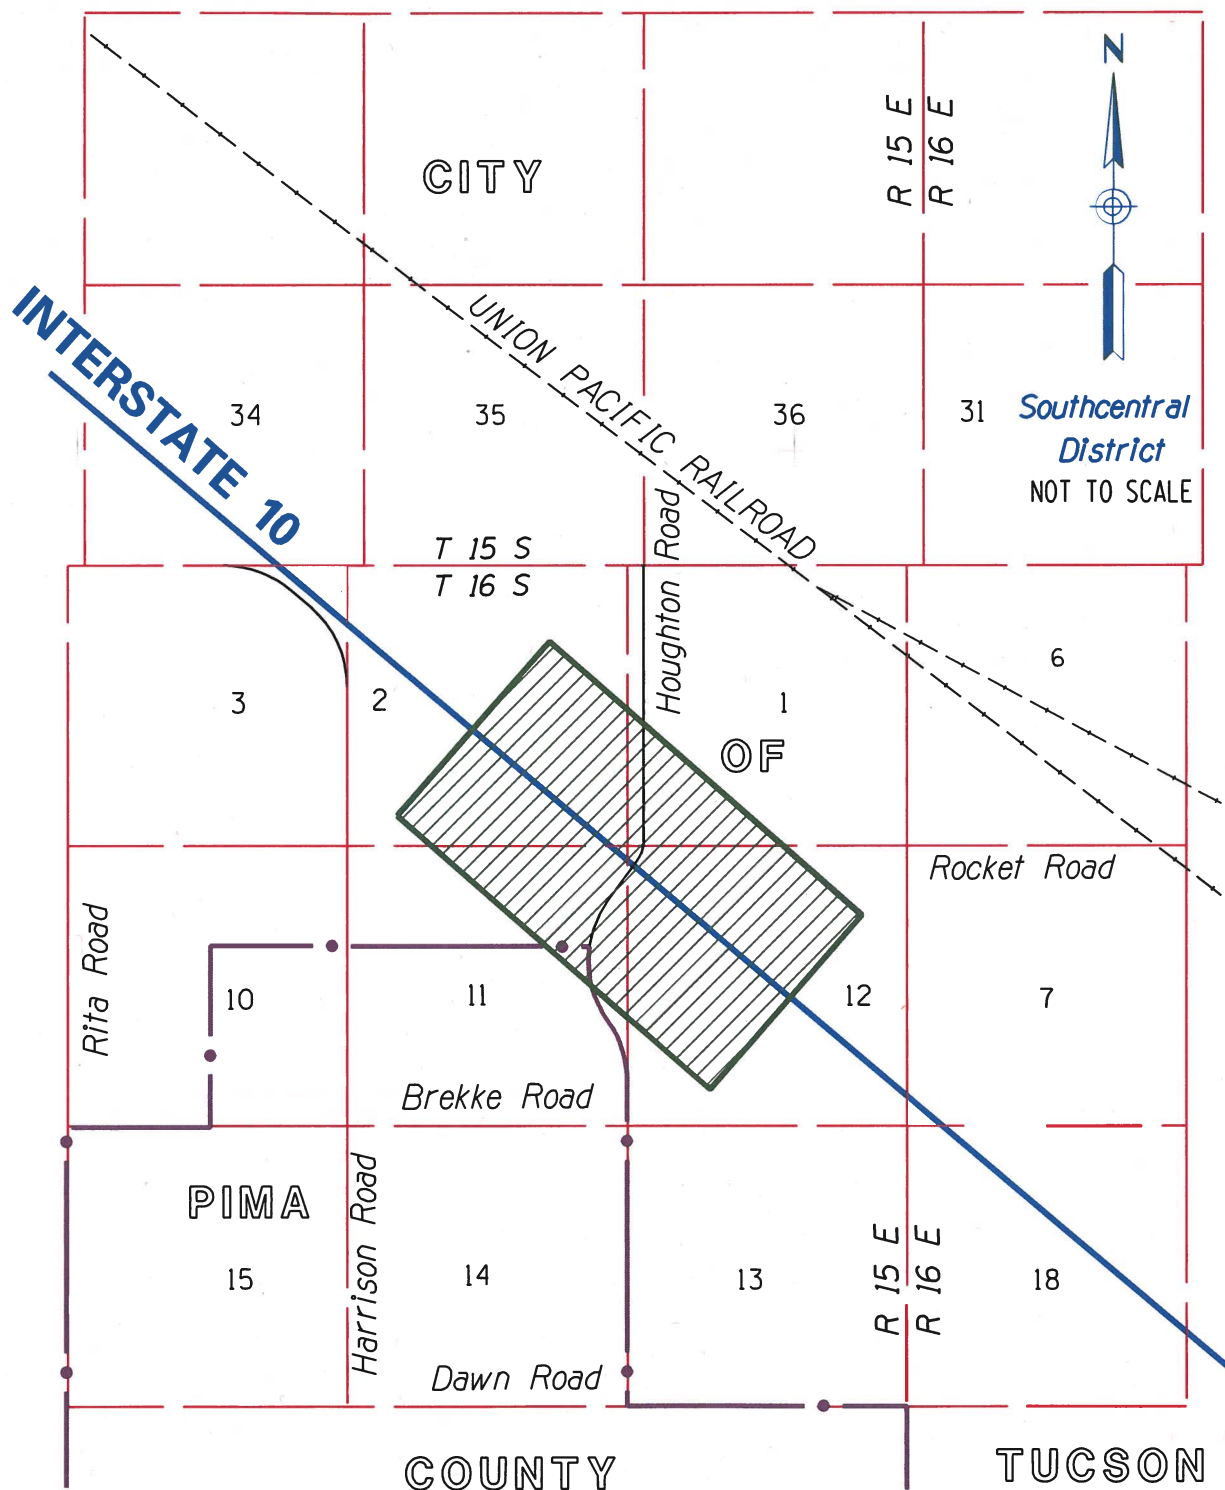 N
R 15 E
R 16 E
CITY
INTERSTATE 10
UNION PACIFIC RAILROAD
34
35
36
31
Southcentral
District
NOT TO SCALE
T 15 S
T 16 S
Houghton Road
3
2
1
6
OF
Rocket Road
Rita Road
10
11
12
7
Brekke Road
PIMA
Harrison Road
15
14
13
R 15 E
R 16 E
18
Dawn Road
COUNTY
TUCSON